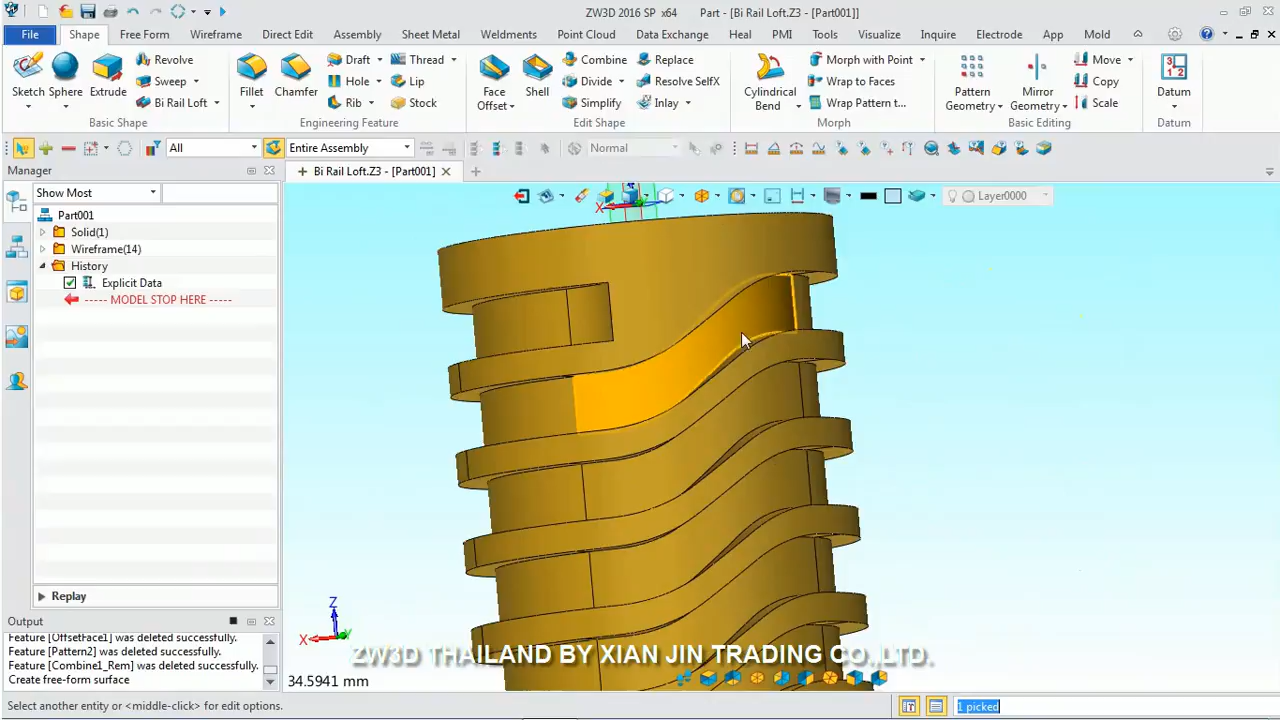 ZW3D 2016 SP x64 Part - [Bi Rail Loft.Z3 - [Part001]]
File Shape Free Form Wireframe Direct Edit Assembly Sheet Metal Weldments Point Cloud Data Exchange Heal PMI Tools Visualize Inquire Electrode App Mold
Sketch Sphere Extrude Revolve Sweep Bi Rail Loft
Basic Shape
Fillet Chamfer Draft Hole Rib Thread Lip Stock
Engineering Feature
Face Offset Shell Combine Divide Simplify Replace Resolve SelfX Inlay
Edit Shape
Cylindrical Bend Morph with Point Wrap to Faces Wrap Pattern t...
Morph
Pattern Geometry Mirror Geometry Move Copy Scale
Basic Editing
Datum
Datum
All Entire Assembly Normal
Manager
Bi Rail Loft.Z3 - [Part001]
Show Most
Layer0000
Part001
Solid(1)
Wireframe(14)
History
Explicit Data
----- MODEL STOP HERE -----
X
Replay
Output
Feature [OffsetFace1] was deleted successfully.
Feature [Pattern2] was deleted successfully.
Feature [Combine1_Rem] was deleted successfully.
Create free-form surface
Z
X
Y
34.5941 mm
ZW3D THAILAND BY XIAN JIN TRADING CO.,LTD.
Select another entity or <middle-click> for edit options.
1 picked